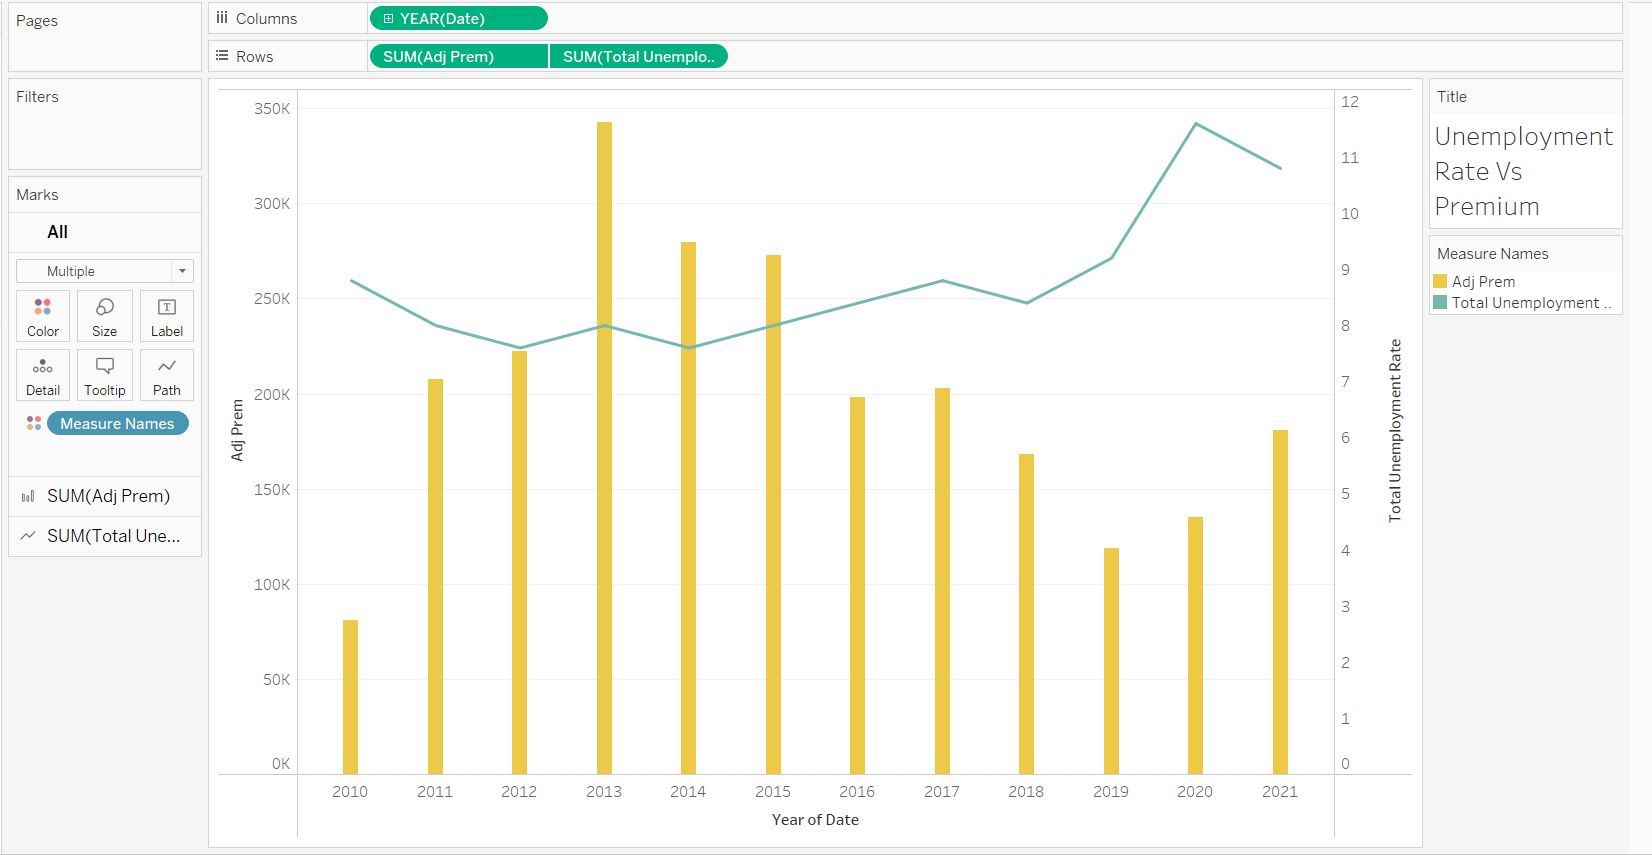 Pages
Columns
YEAR(Date)
Rows
SUM(Adj Prem)
SUM(Total Unemplo..
Filters
Marks
All
Multiple
Color
Size
Label
Detail
Tooltip
Path
Measure Names
SUM(Adj Prem)
SUM(Total Une...
350K
300K
250K
200K
150K
100K
50K
0K
Adj Prem
12
11
10
9
8
7
6
5
4
3
2
1
0
Total Unemployment Rate
2010
2011
2012
2013
2014
2015
2016
2017
2018
2019
2020
2021
Year of Date
Title
Unemployment
Rate Vs
Premium
Measure Names
Adj Prem
Total Unemployment ..